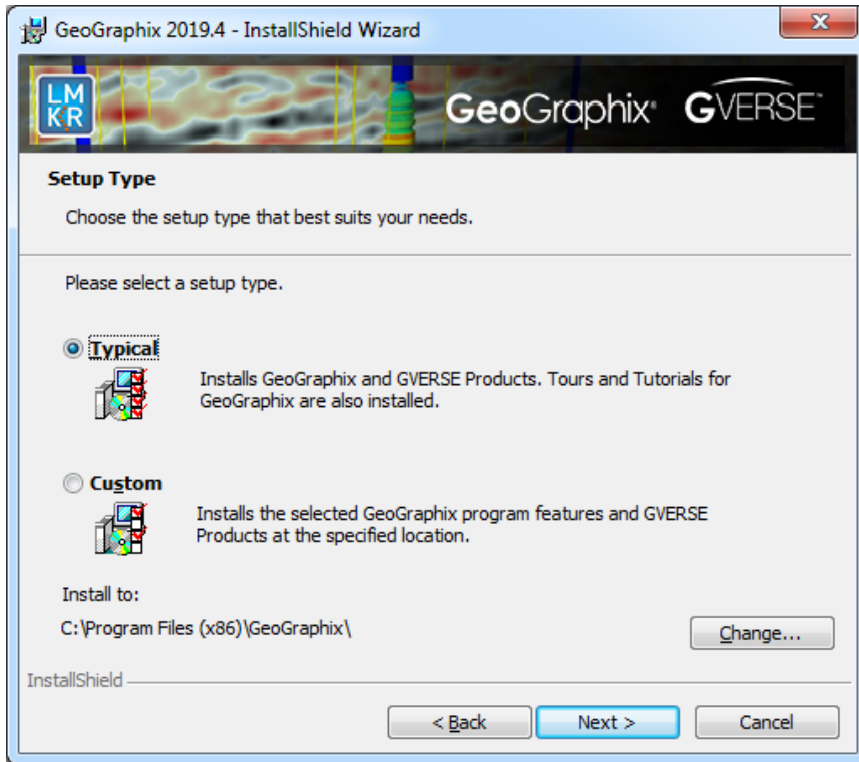 GeoGraphix 2019.4 - InstallShield Wizard
LM
KR
GeoGraphix® GVERSE™
Setup Type
Choose the setup type that best suits your needs.
Please select a setup type.
Typical
Installs GeoGraphix and GVERSE Products. Tours and Tutorials for
GeoGraphix are also installed.
Custom
Installs the selected GeoGraphix program features and GVERSE
Products at the specified location.
Install to:
C:\Program Files (x86)\GeoGraphix\
Change...
InstallShield
< Back Next > Cancel